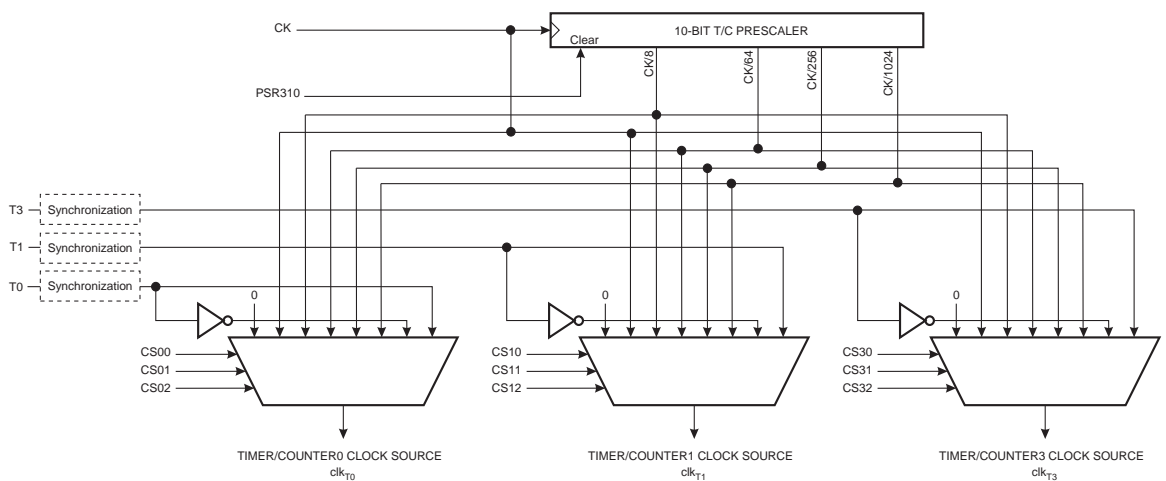 CK
10-BIT T/C PRESCALER
Clear
CK/8
CK/64
CK/256
CK/1024
PSR310
T3
Synchronization
T1
Synchronization
T0
Synchronization
0
0
0
CS00
CS01
CS02
CS10
CS11
CS12
CS30
CS31
CS32
TIMER/COUNTER0 CLOCK SOURCE
clkT0
TIMER/COUNTER1 CLOCK SOURCE
clkT1
TIMER/COUNTER3 CLOCK SOURCE
clkT3